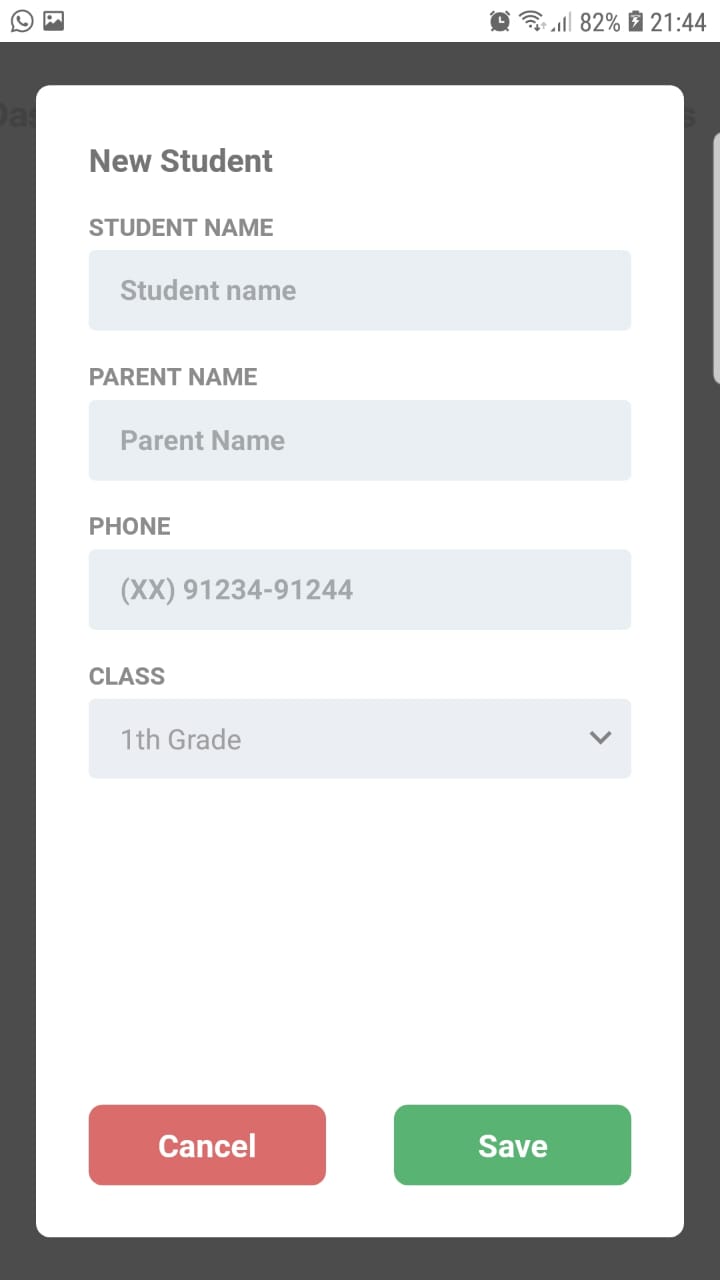 82% 21:44
New Student
STUDENT NAME
Student name
PARENT NAME
Parent Name
PHONE
(XX) 91234-91244
CLASS
1th Grade
Cancel Save